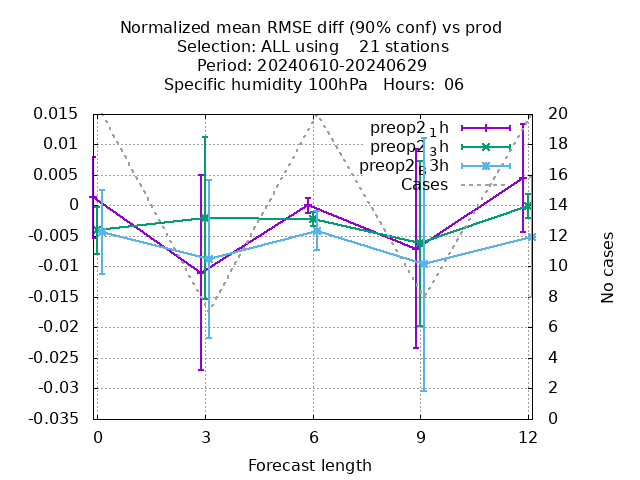 Normalized mean RMSE diff (90% conf) vs prod
Selection: ALL using    21 stations
Period: 20240610-20240629
Specific humidity 100hPa   Hours: 06
preop2_1h
preop2_3h
preop2_B3h
Cases
0.015
0.01
0.005
0
-0.005
-0.01
-0.015
-0.02
-0.025
-0.03
-0.035
20
18
16
14
12
10
8
6
4
2
0
No cases
0 3 6 9 12
Forecast length